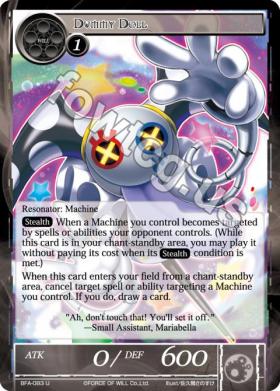 Dummy Doll
WILL
1
fowtcg.us
Resonator: Machine
Stealth When a Machine you control becomes targeted
by spells or abilities your opponent controls. (While
this card is in your chant-standby area, you may play it
without paying its cost when its Stealth condition is
met.)
When this card enters your field from a chant-standby
area, cancel target spell or ability targeting a Machine
you control. If you do, draw a card.
"Ah, don't touch that! You'll set it off."
—Small Assistant, Mariabella
ATK 0/ DEF 600
BFA-083 U ©FORCE OF WILL Co.,Ltd.